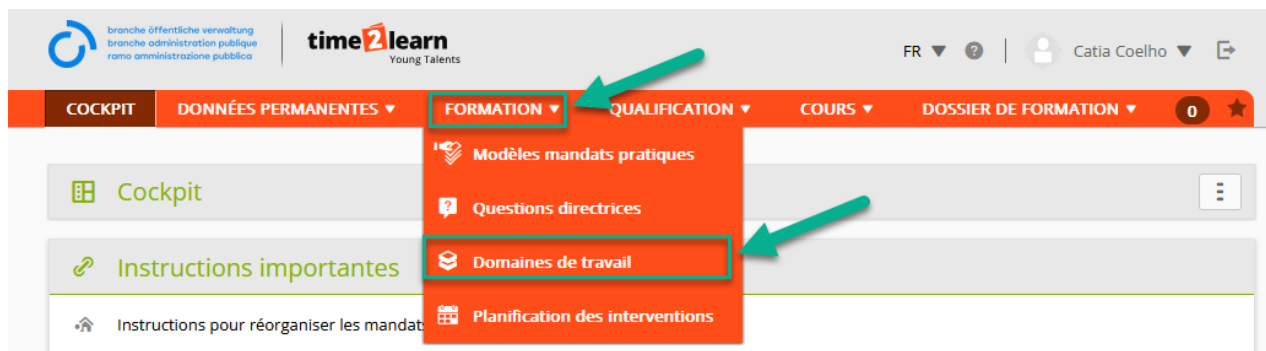 branche öffentliche verwaltung
branche administration publique
ramo amministrazione pubblica
time2learn
Young Talents
FR ▼ ? | Catia Coelho ▼
COCKPIT DONNÉES PERMANENTES ▼ FORMATION ▼ QUALIFICATION ▼ COURS ▼ DOSSIER DE FORMATION ▼ 0
Modèles mandats pratiques
Cockpit
Questions directrices
Domaines de travail
Instructions importantes
Planification des interventions
Instructions pour réorganiser les mandats